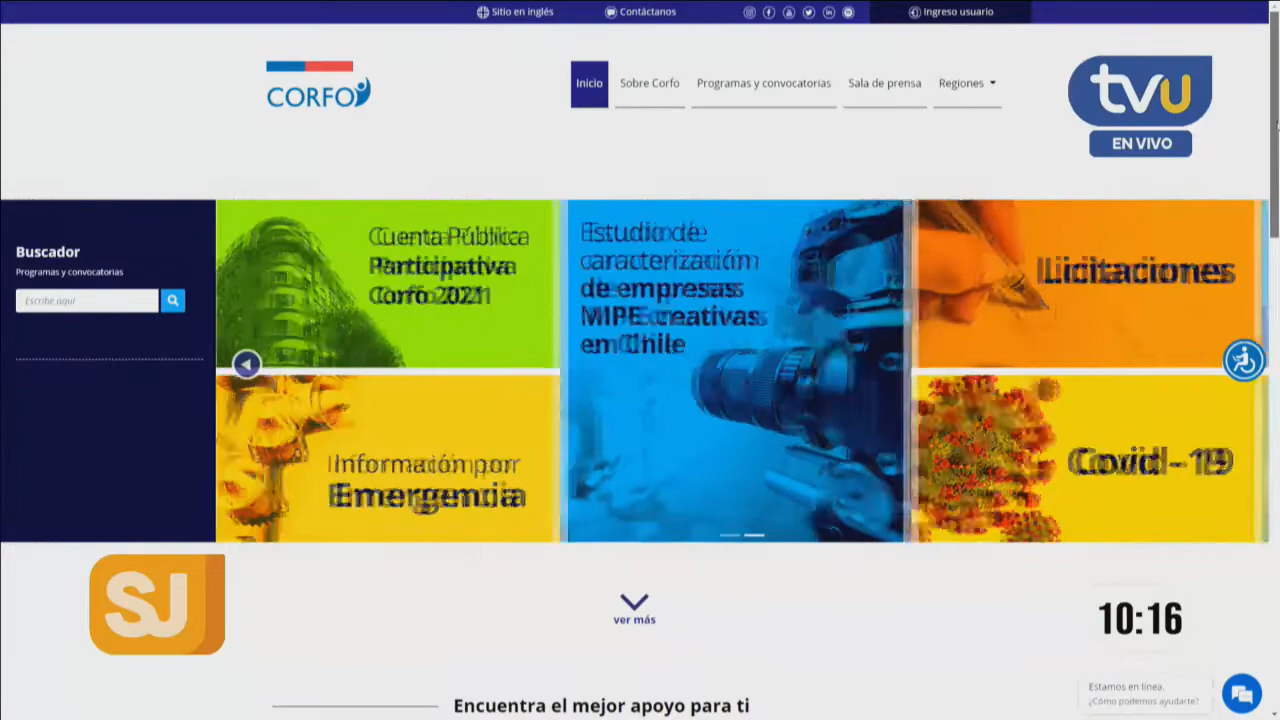 Sitio en inglés
Contáctanos
Ingreso usuario
CORFO
Inicio
Sobre Corfo
Programas y convocatorias
Sala de prensa
Regiones
tvu
EN VIVO
Buscador
Programas y convocatorias
Escribe aquí
Cuenta Pública
Participativa
Corfo 2021
Estudio de
caracterización
de empresas
MIPE creativas
en Chile
Licitaciones
Información por
Emergencia
Covid - 19
SJ
ver más
10:16
Encuentra el mejor apoyo para ti
Estamos en línea.
¿Cómo podemos ayudarte?